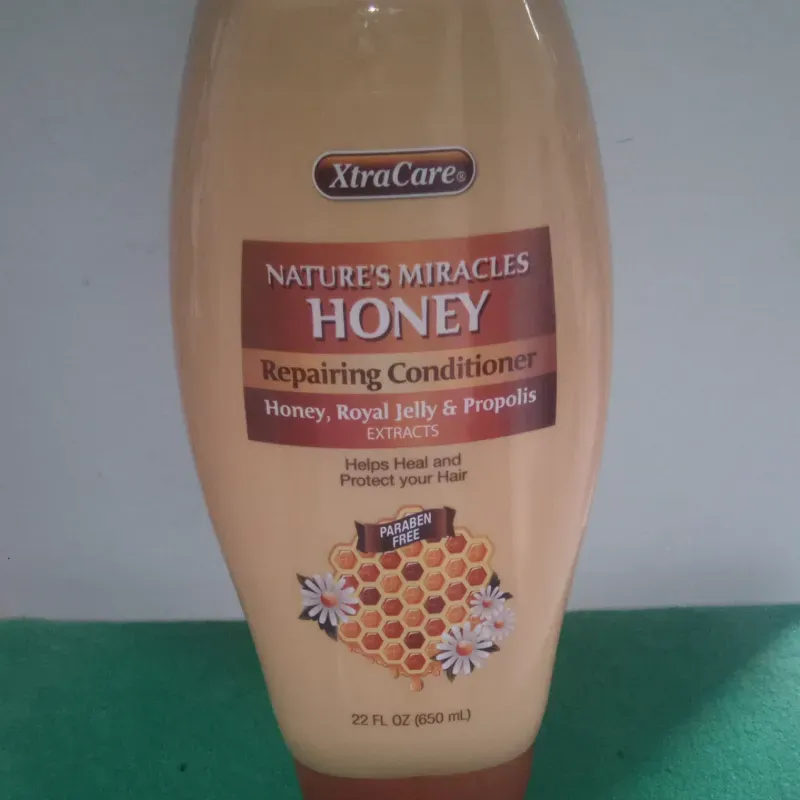 XtraCare®
NATURE'S MIRACLES
HONEY
Repairing Conditioner
Honey, Royal Jelly & Propolis
EXTRACTS
Helps Heal and
Protect your Hair
PARABEN
FREE
22 FL OZ (650 mL)